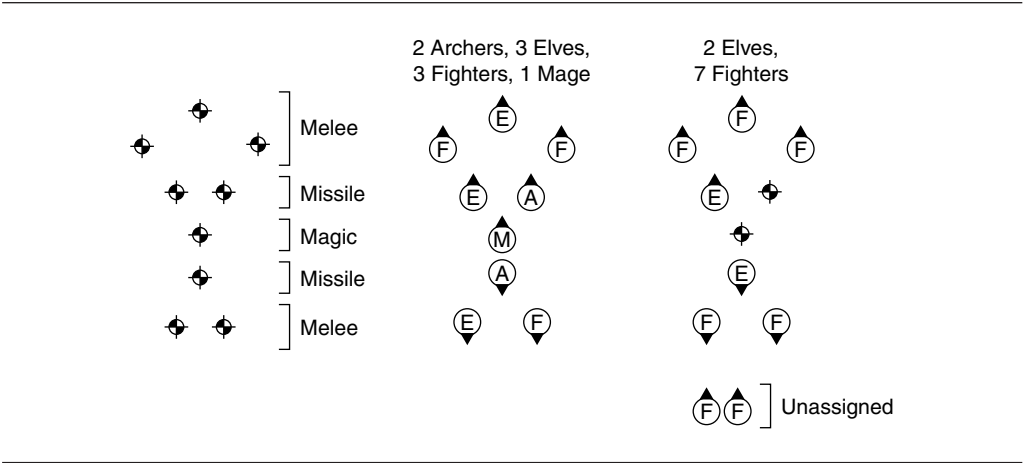 2 Archers, 3 Elves,
3 Fighters, 1 Mage
2 Elves,
7 Fighters
Melee
Missile
Magic
Missile
Melee
E
F F
E A
M
A
E F
F
F F
E
E
F F
F F
Unassigned